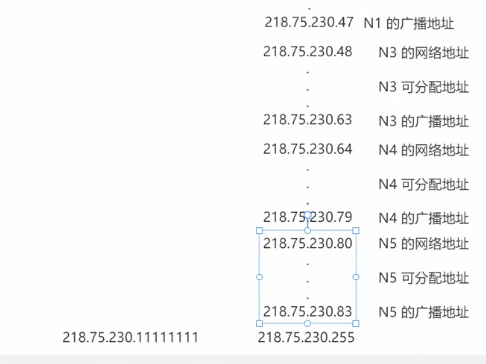 218.75.230.47 N1 的广播地址
218.75.230.48 N3 的网络地址
N3 可分配地址
218.75.230.63 N3 的广播地址
218.75.230.64 N4 的网络地址
N4 可分配地址
218.75.230.79 N4 的广播地址
218.75.230.80 N5 的网络地址
N5 可分配地址
218.75.230.83 N5 的广播地址
218.75.230.11111111 218.75.230.255